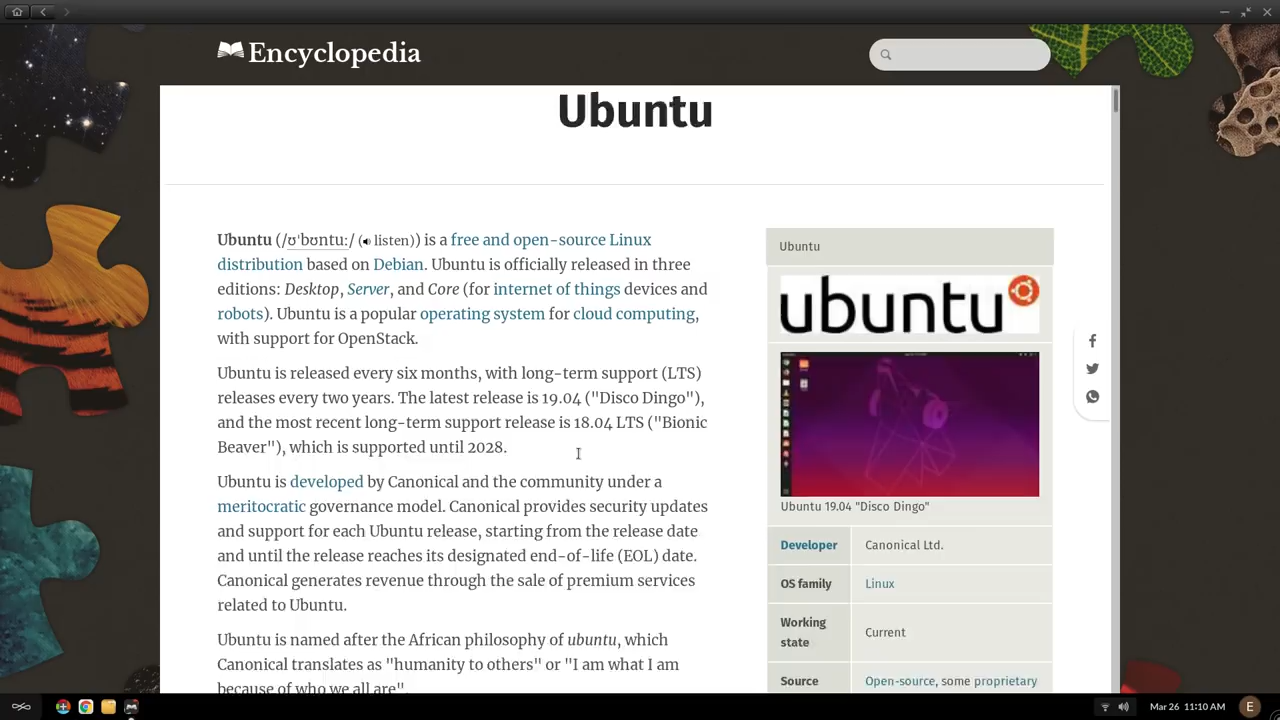 Encyclopedia
Ubuntu
Ubuntu (/ʊˈbʊntuː/ (listen)) is a free and open-source Linux
distribution based on Debian. Ubuntu is officially released in three
editions: Desktop, Server, and Core (for internet of things devices and
robots). Ubuntu is a popular operating system for cloud computing,
with support for OpenStack.
Ubuntu is released every six months, with long-term support (LTS)
releases every two years. The latest release is 19.04 ("Disco Dingo"),
and the most recent long-term support release is 18.04 LTS ("Bionic
Beaver"), which is supported until 2028.
Ubuntu is developed by Canonical and the community under a
meritocratic governance model. Canonical provides security updates
and support for each Ubuntu release, starting from the release date
and until the release reaches its designated end-of-life (EOL) date.
Canonical generates revenue through the sale of premium services
related to Ubuntu.
Ubuntu is named after the African philosophy of ubuntu, which
Canonical translates as "humanity to others" or "I am what I am
because of who we all are".
Ubuntu
ubuntu
Ubuntu 19.04 "Disco Dingo"
Developer Canonical Ltd.
OS family Linux
Working
state Current
Source Open-source, some proprietary
Mar 26 11:10 AM E